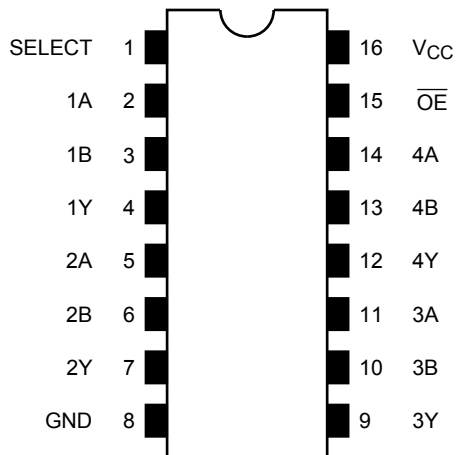 SELECT 1 16 VCC
1A 2 15 OE
1B 3 14 4A
1Y 4 13 4B
2A 5 12 4Y
2B 6 11 3A
2Y 7 10 3B
GND 8 9 3Y